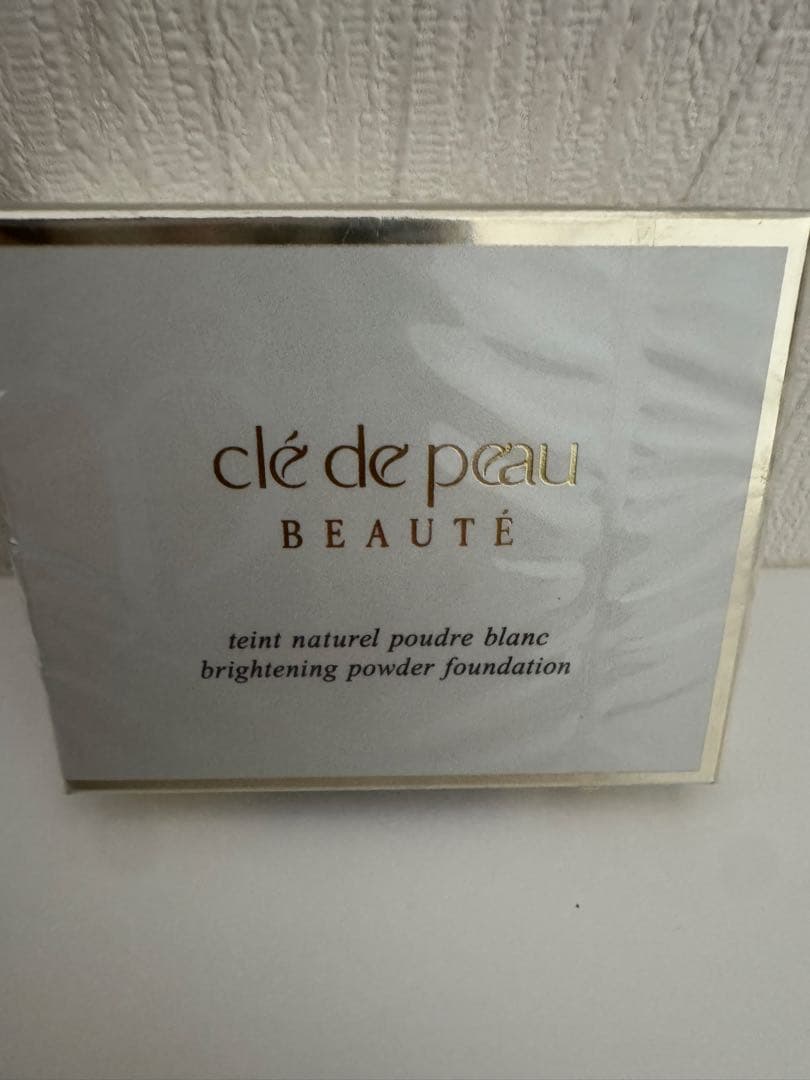 clé de peau
BEAUTÉ
teint naturel poudre blanc
brightening powder foundation